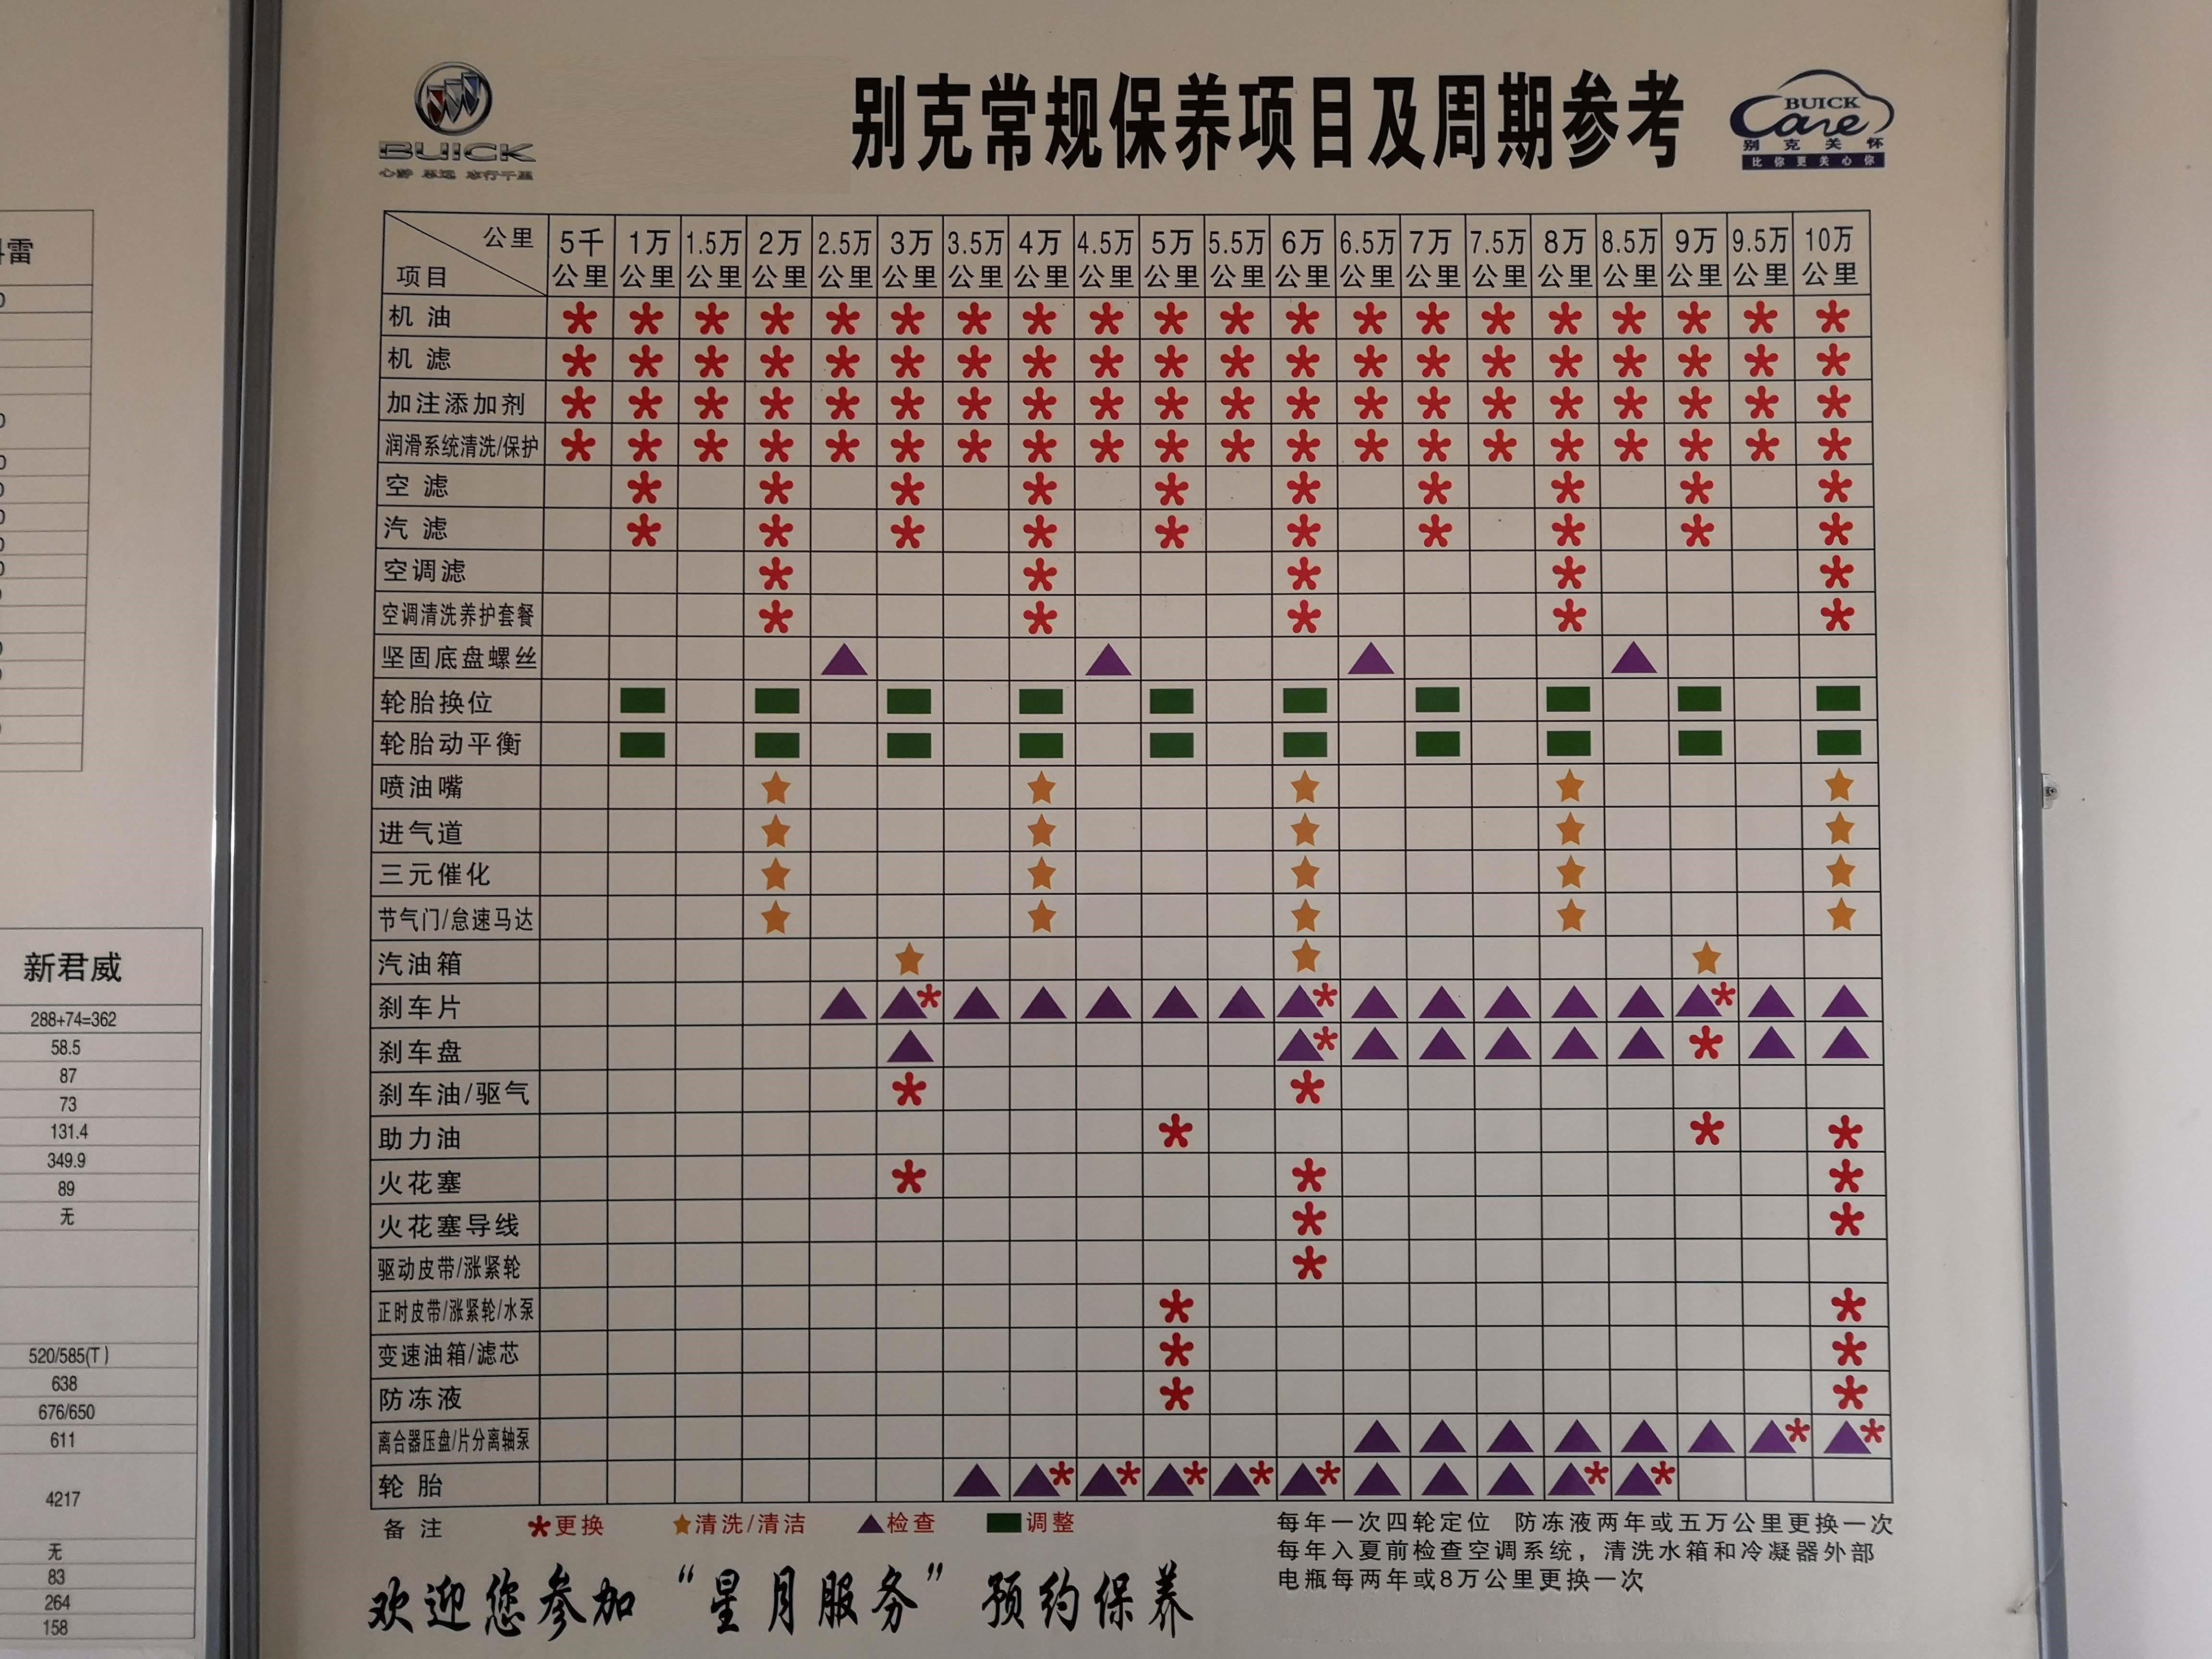 BUICK
别克常规保养项目及周期参考
BUICK
Care
别克关怀
比你更关心你
公里
项目
5千公里 1万公里 1.5万公里 2万公里 2.5万公里 3万公里 3.5万公里 4万公里 4.5万公里 5万公里 5.5万公里 6万公里 6.5万公里 7万公里 7.5万公里 8万公里 8.5万公里 9万公里 9.5万公里 10万公里
机油
机滤
加注添加剂
润滑系统清洗/保护
空滤
汽滤
空调滤
空调清洗养护套餐
坚固底盘螺丝
轮胎换位
轮胎动平衡
喷油嘴
进气道
三元催化
节气门/怠速马达
汽油箱
刹车片
刹车盘
刹车油/驱气
助力油
火花塞
火花塞导线
驱动皮带/涨紧轮
正时皮带/涨紧轮/水泵
变速油箱/滤芯
防冻液
离合器压盘/片分离轴泵
轮胎
备注 更换 清洗/清洁 检查 调整
每年一次四轮定位 防冻液两年或五万公里更换一次
每年入夏前检查空调系统，清洗水箱和冷凝器外部
电瓶每两年或8万公里更换一次
欢迎您参加“星月服务”预约保养
雷
新君威
288+74=362
58.5
87
73
131.4
349.9
89
无
520/585(T)
638
676/650
611
4217
无
83
264
158